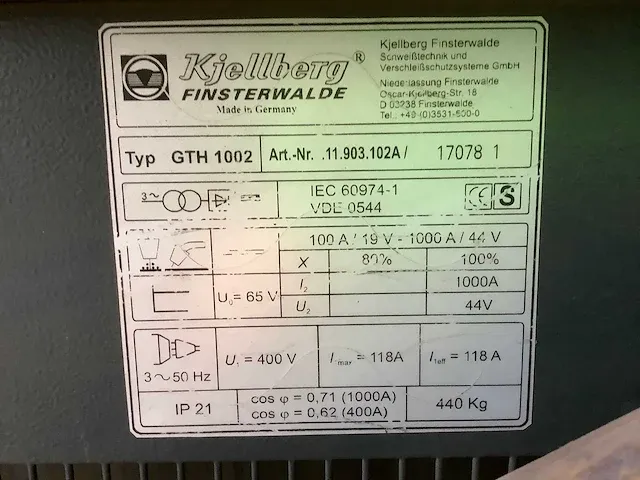 Kjellberg®
FINSTERWALDE
Made in Germany
Kjellberg Finsterwalde
Schweißtechnik und
Verschleißschutzsysteme GmbH
Niederlassung Finsterwalde
Oscar-Kjellberg-Str. 18
D 03238 Finsterwalde
Tel.: +49 (0)3531-500-0
Typ GTH 1002 Art.-Nr. .11.903.102A / 17078 1
3~ IEC 60974-1
VDE 0544
CE S
100 A / 19 V - 1000 A / 44 V
X 80% 100%
U₀= 65 V I₂ 1000A
U₂ 44V
3~50 Hz U₁ = 400 V I₁max = 118A I₁eff = 118 A
IP 21 cos φ = 0,71 (1000A) 440 Kg
cos φ = 0,62 (400A)